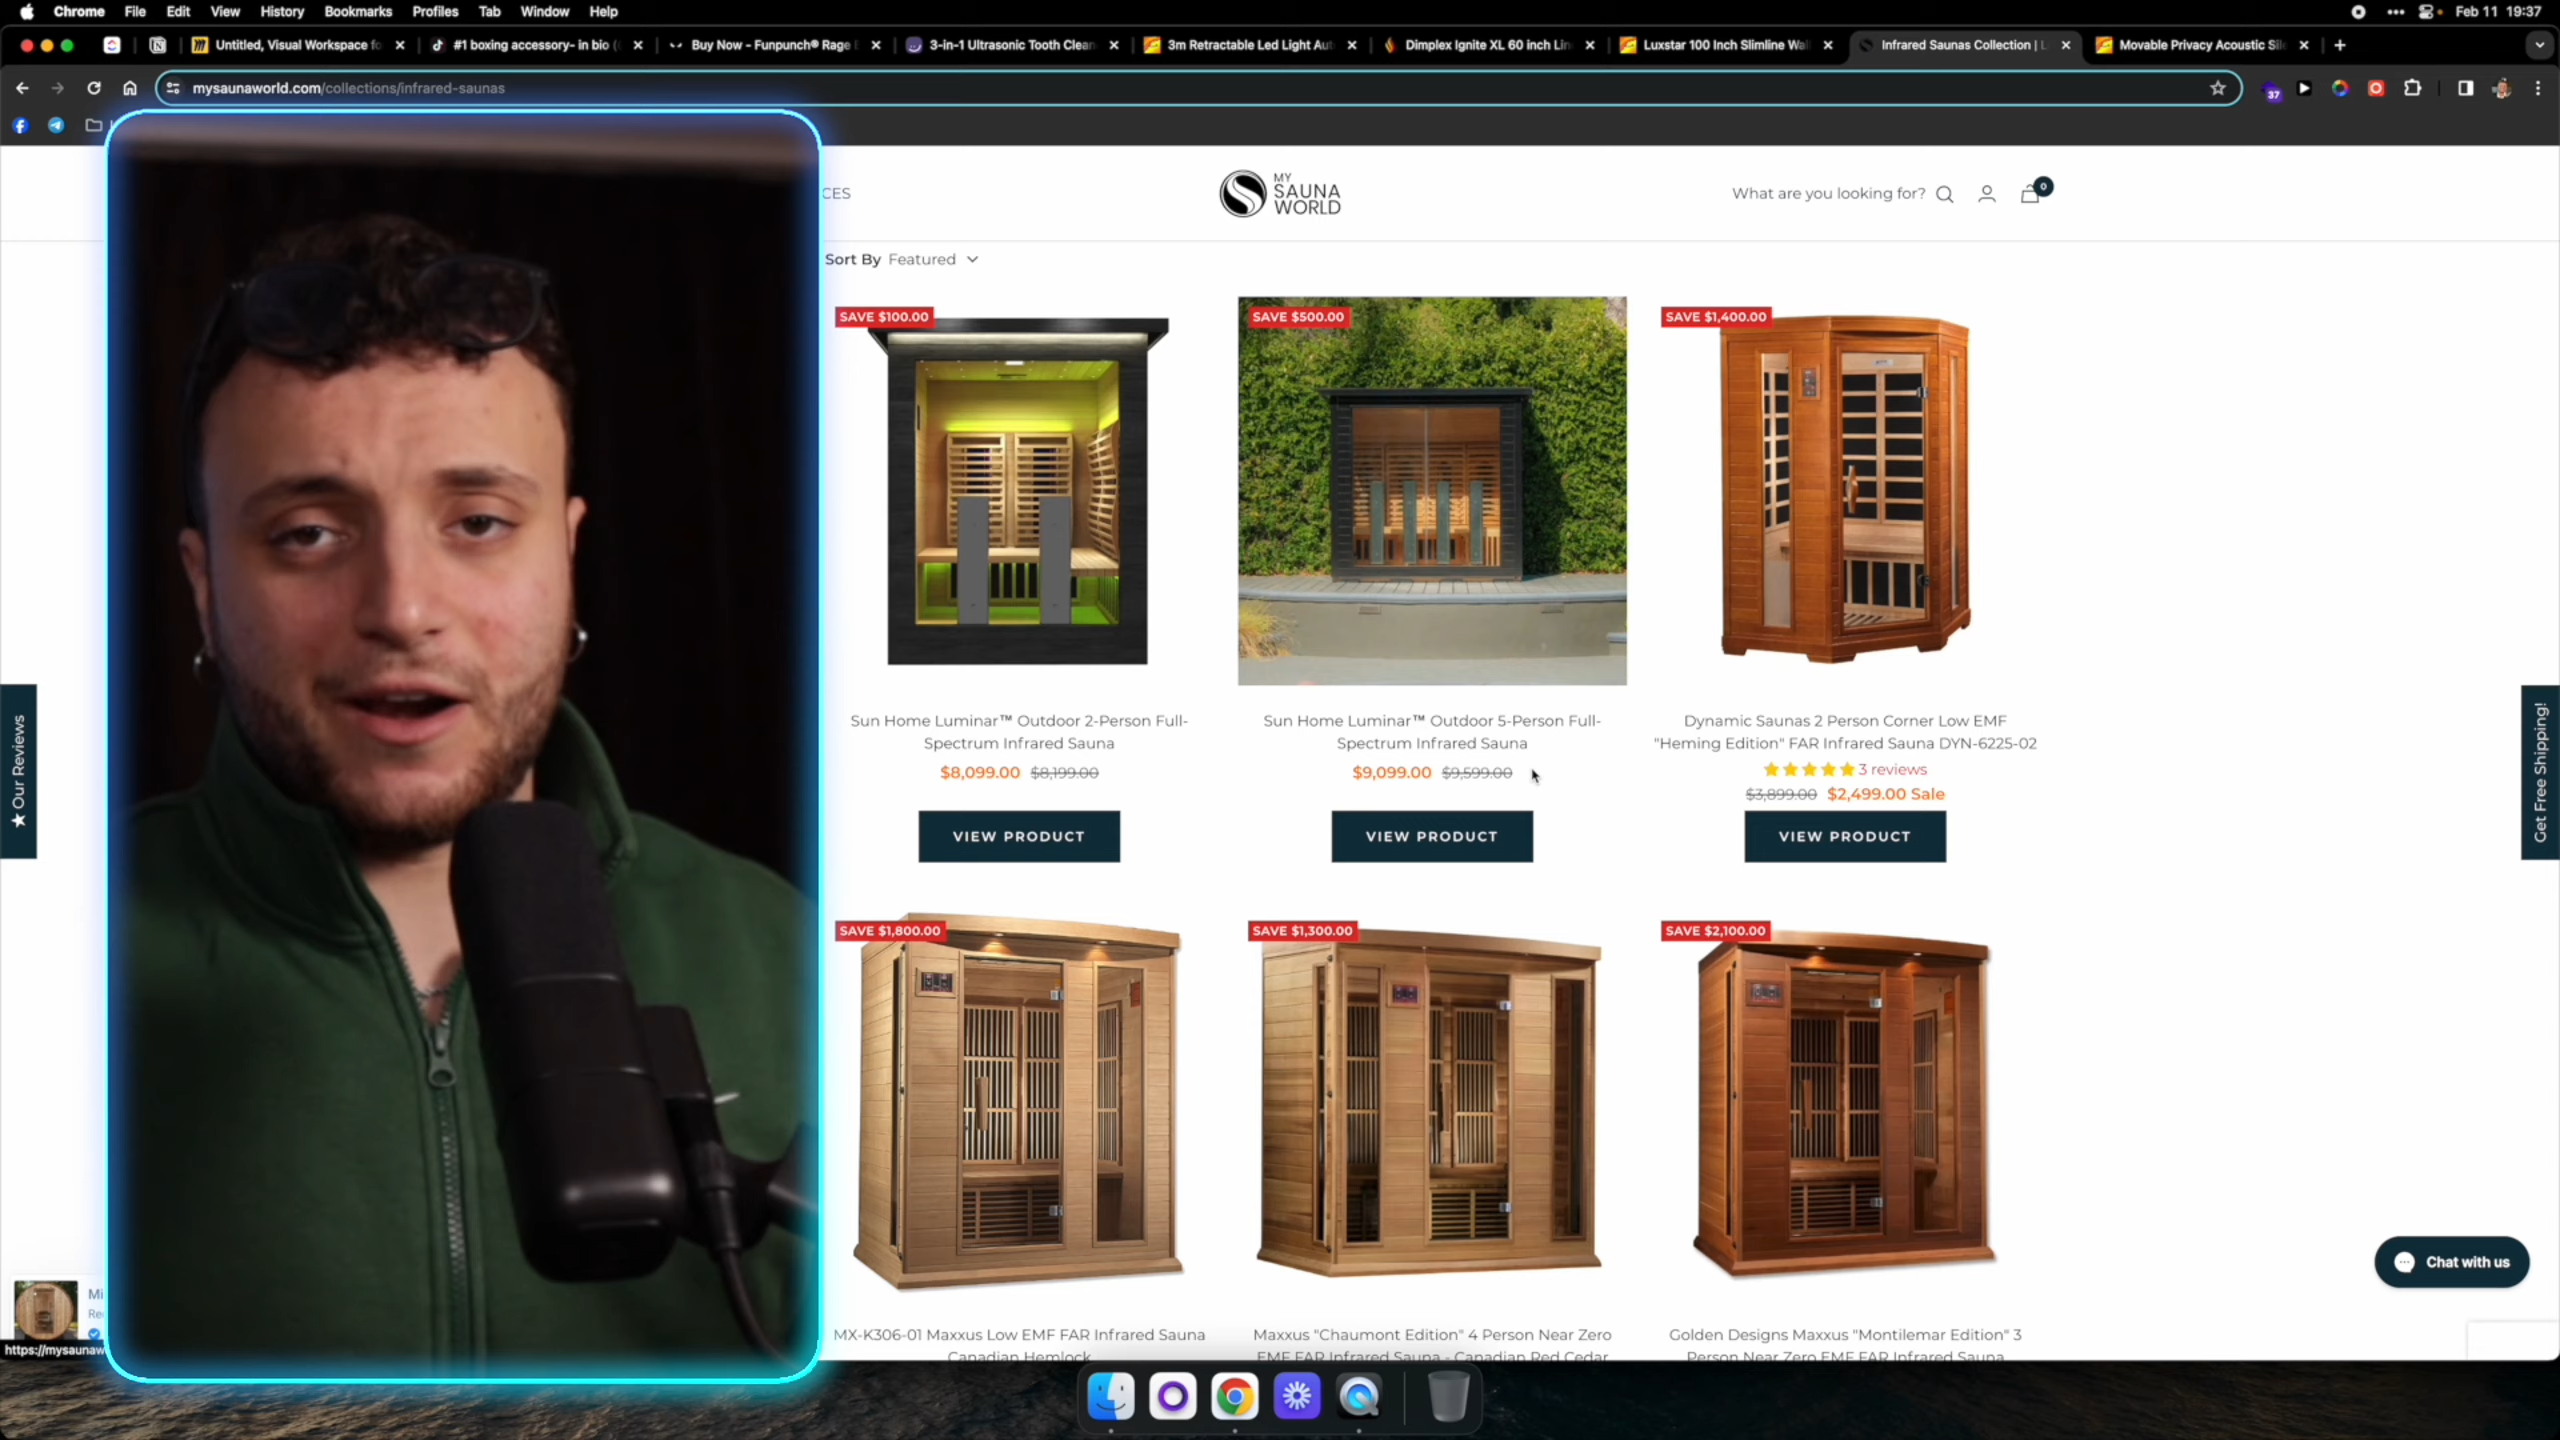 Chrome File Edit View History Bookmarks Profiles Tab Window Help
Feb 11 19:37
Untitled, Visual Workspace fo
#1 boxing accessory- in bio (
Buy Now - Funpunch® Rage
3-in-1 Ultrasonic Tooth Clean
3m Retractable Led Light Aut
Dimplex Ignite XL 60 inch Lin
Luxstar 100 Inch Slimline Wal
Infrared Saunas Collection |
Movable Privacy Acoustic Sil
mysaunaworld.com/collections/infrared-saunas
37
CES
MY
SAUNA
WORLD
What are you looking for?
0
Sort By Featured
SAVE $100.00
SAVE $500.00
SAVE $1,400.00
Sun Home Luminar™ Outdoor 2-Person Full-
Spectrum Infrared Sauna
$8,099.00 $8,199.00
VIEW PRODUCT
Sun Home Luminar™ Outdoor 5-Person Full-
Spectrum Infrared Sauna
$9,099.00 $9,599.00
VIEW PRODUCT
Dynamic Saunas 2 Person Corner Low EMF
"Heming Edition" FAR Infrared Sauna DYN-6225-02
3 reviews
$3,899.00 $2,499.00 Sale
VIEW PRODUCT
★ Our Reviews
Get Free Shipping!
SAVE $1,800.00
SAVE $1,300.00
SAVE $2,100.00
MX-K306-01 Maxxus Low EMF FAR Infrared Sauna
Canadian Hemlock
Maxxus "Chaumont Edition" 4 Person Near Zero
EMF FAR Infrared Sauna - Canadian Red Cedar
Golden Designs Maxxus "Montilemar Edition" 3
Person Near Zero EMF FAR Infrared Sauna
Chat with us
Mi
Re
https://mysaunaw